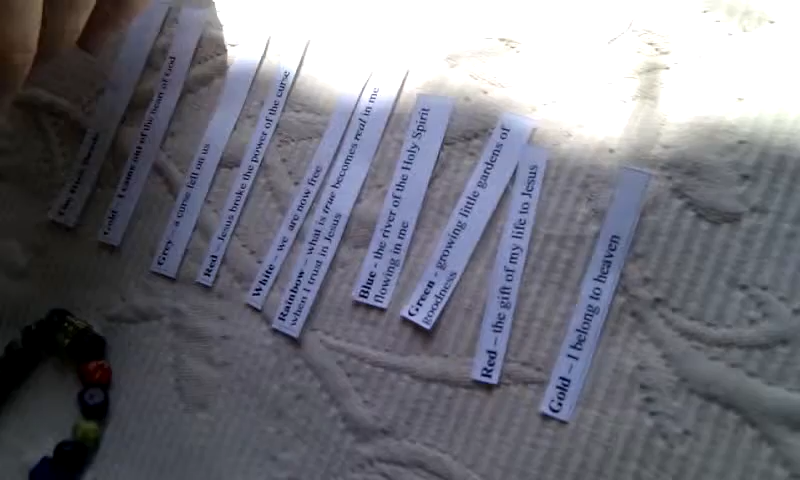 Gold - I came out of the heart of God
Grey - a curse fell on us
Red - Jesus broke the power of the curse
White – we are now free
Rainbow – what is true becomes real in me
when I trust in Jesus
Blue - the river of the Holy Spirit
flowing in me
Green - growing little gardens of
goodness
Red – the gift of my life to Jesus
Gold – I belong to heaven